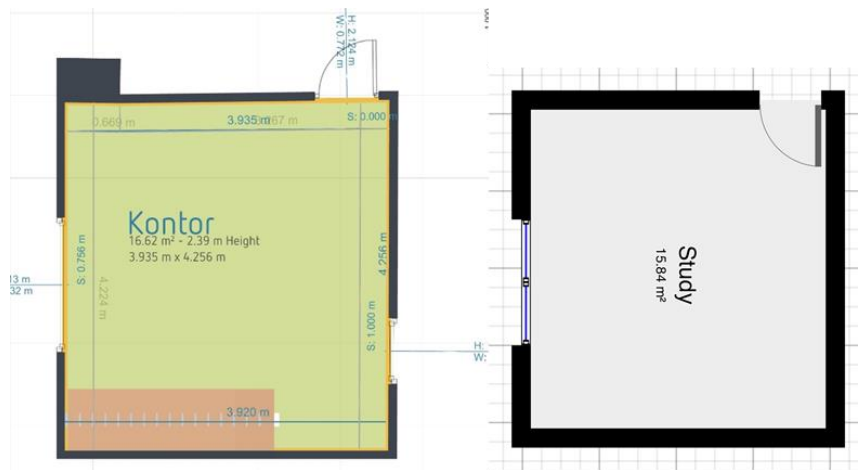 H: 2.124 m
W: 0.772 m
3.935 m
S: 0.000 m
0.669 m
Kontor
16.62 m² - 2.39 m Height
3.935 m x 4.256 m
S: 0.756 m
4.256 m
4.224 m
32 m
S: 1.000 m
H:
W:
3.920 m
Study
15.84 m²